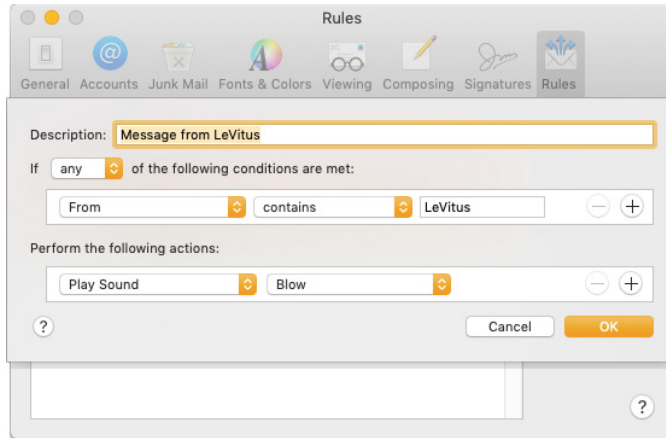 Rules
General Accounts Junk Mail Fonts & Colors Viewing Composing Signatures Rules
Description: Message from LeVitus
If any of the following conditions are met:
From contains LeVitus
Perform the following actions:
Play Sound Blow
? Cancel OK
?